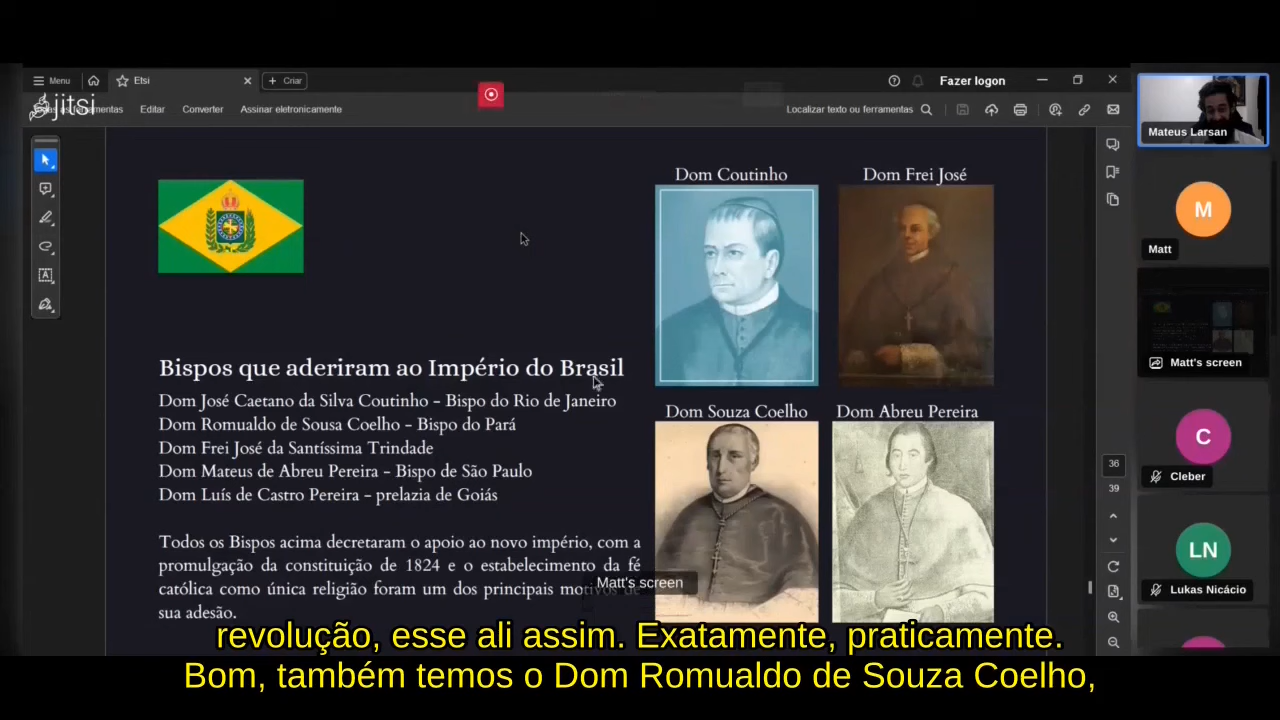 Menu
Etsi
Criar
Fazer logon
jitsi
ferramentas
Editar
Converter
Assinar eletronicamente
Localizar texto ou ferramentas
Mateus Larsan
Dom Coutinho
Dom Frei José
M
Matt
Bispos que aderiram ao Império do Brasil
Dom José Caetano da Silva Coutinho - Bispo do Rio de Janeiro
Dom Romualdo de Sousa Coelho - Bispo do Pará
Dom Frei José da Santíssima Trindade
Dom Mateus de Abreu Pereira - Bispo de São Paulo
Dom Luís de Castro Pereira - prelazia de Goiás
Dom Souza Coelho
Dom Abreu Pereira
Matt's screen
C
Cleber
36
39
Todos os Bispos acima decretaram o apoio ao novo império, com a
promulgação da constituição de 1824 e o estabelecimento da fé
católica como única religião foram um dos principais motivos de
sua adesão.
Matt's screen
LN
Lukas Nicácio
revolução, esse ali assim. Exatamente, praticamente.
Bom, também temos o Dom Romualdo de Souza Coelho,